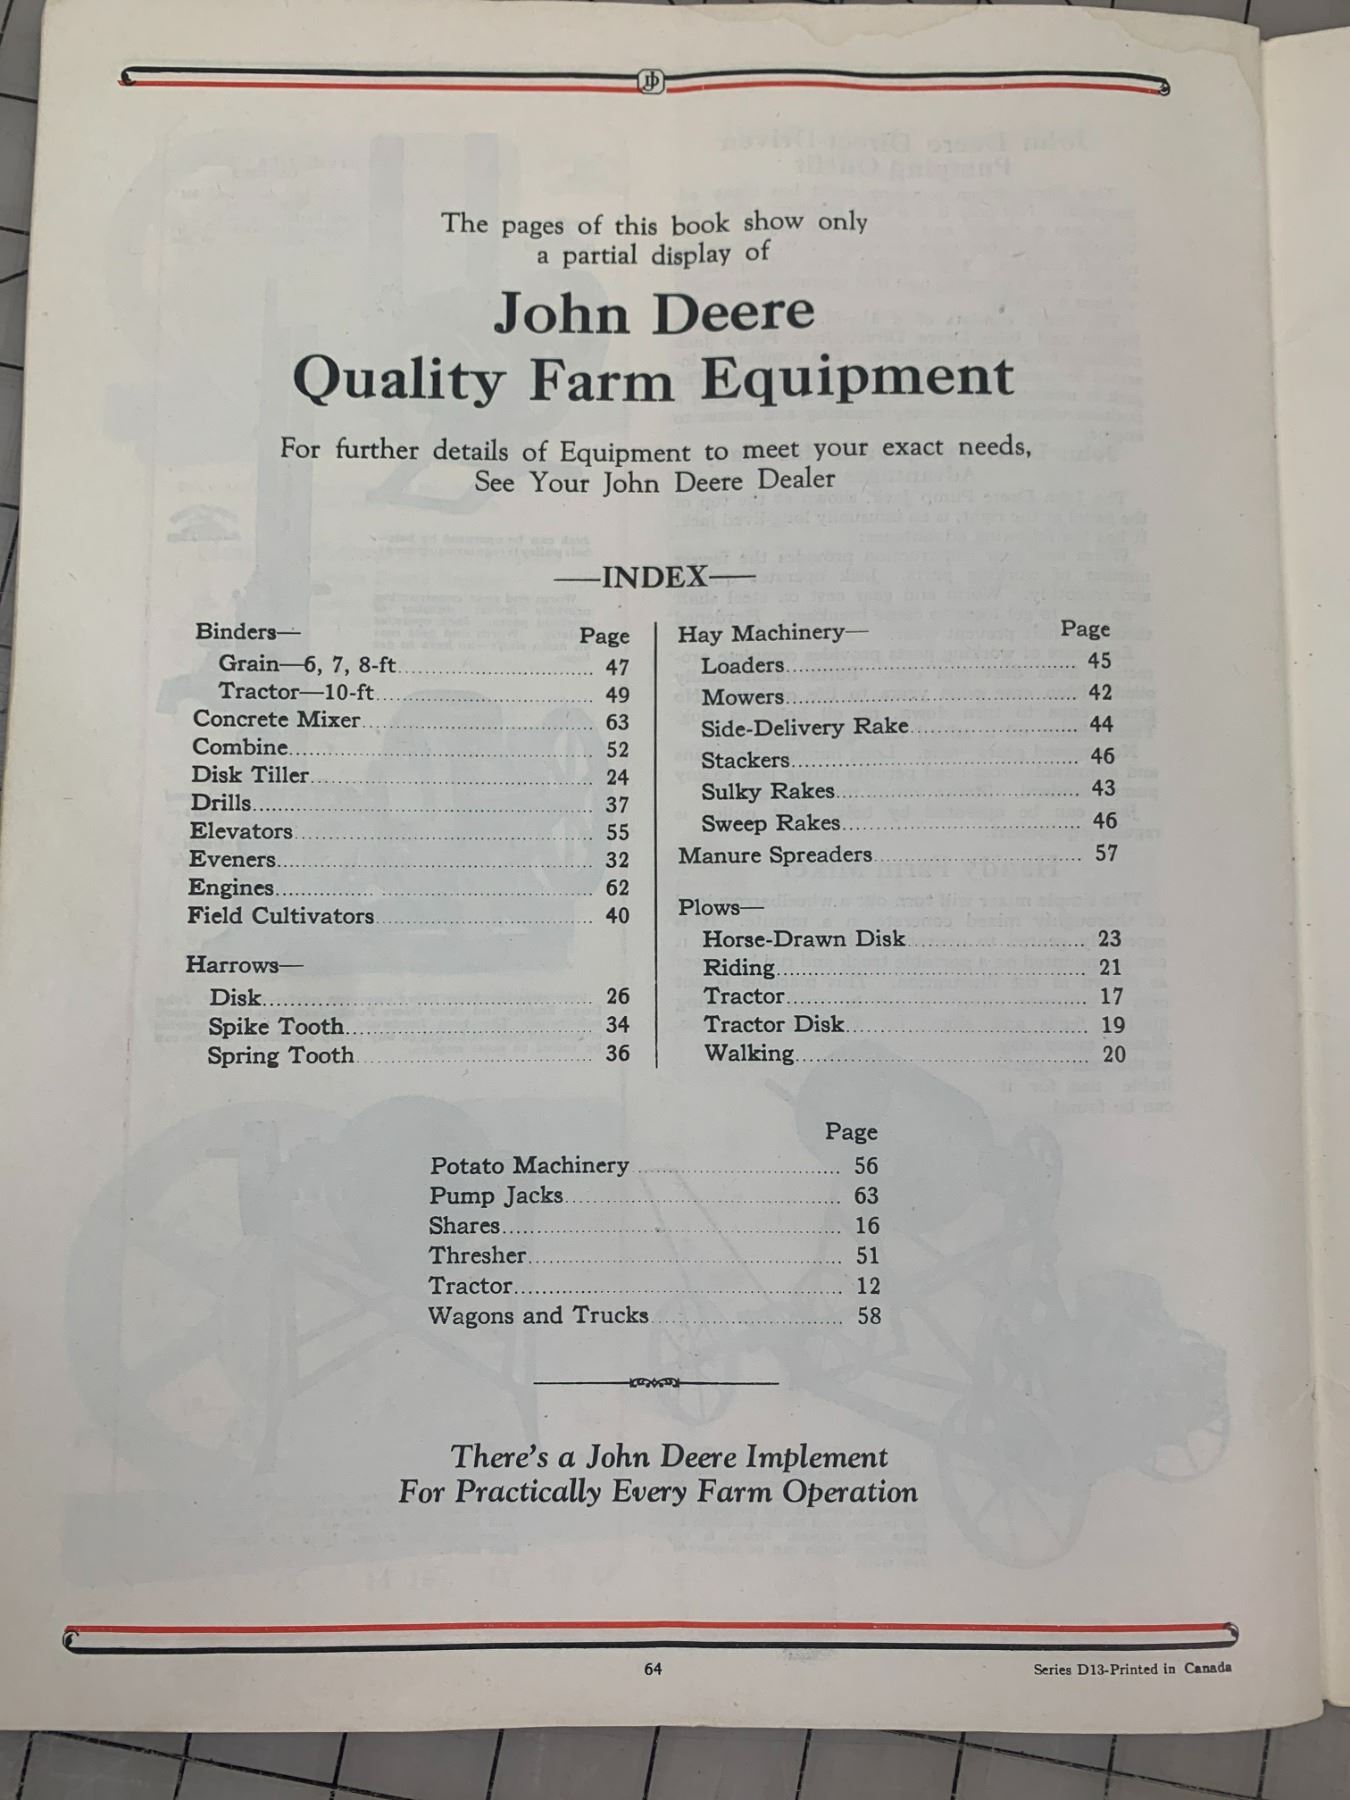 JD
The pages of this book show only
a partial display of
John Deere
Quality Farm Equipment
For further details of Equipment to meet your exact needs,
See Your John Deere Dealer
—INDEX—
Binders— Page
Grain—6, 7, 8-ft. 47
Tractor—10-ft. 49
Concrete Mixer 63
Combine 52
Disk Tiller 24
Drills 37
Elevators 55
Eveners 32
Engines 62
Field Cultivators 40
Harrows—
Disk 26
Spike Tooth 34
Spring Tooth 36
Hay Machinery— Page
Loaders 45
Mowers 42
Side-Delivery Rake 44
Stackers 46
Sulky Rakes 43
Sweep Rakes 46
Manure Spreaders 57
Plows—
Horse-Drawn Disk 23
Riding 21
Tractor 17
Tractor Disk 19
Walking 20
Page
Potato Machinery 56
Pump Jacks 63
Shares 16
Thresher 51
Tractor 12
Wagons and Trucks 58
There's a John Deere Implement
For Practically Every Farm Operation
64
Series D13-Printed in Canada